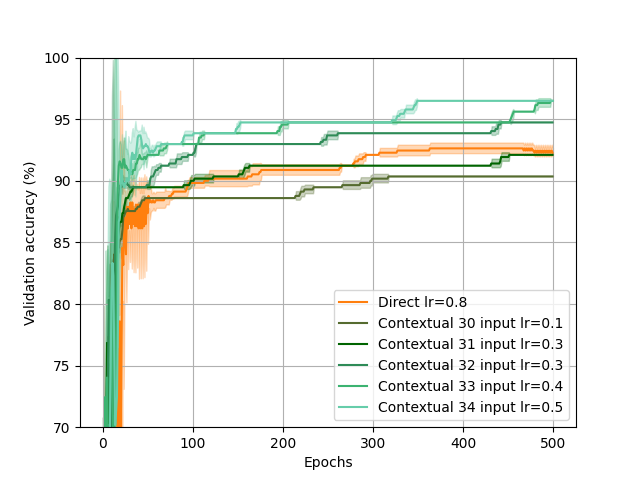 100
95
90
85
80
75
70
Validation accuracy (%)
0
100
200
300
400
500
Epochs
Direct lr=0.8
Contextual 30 input lr=0.1
Contextual 31 input lr=0.3
Contextual 32 input lr=0.3
Contextual 33 input lr=0.4
Contextual 34 input lr=0.5